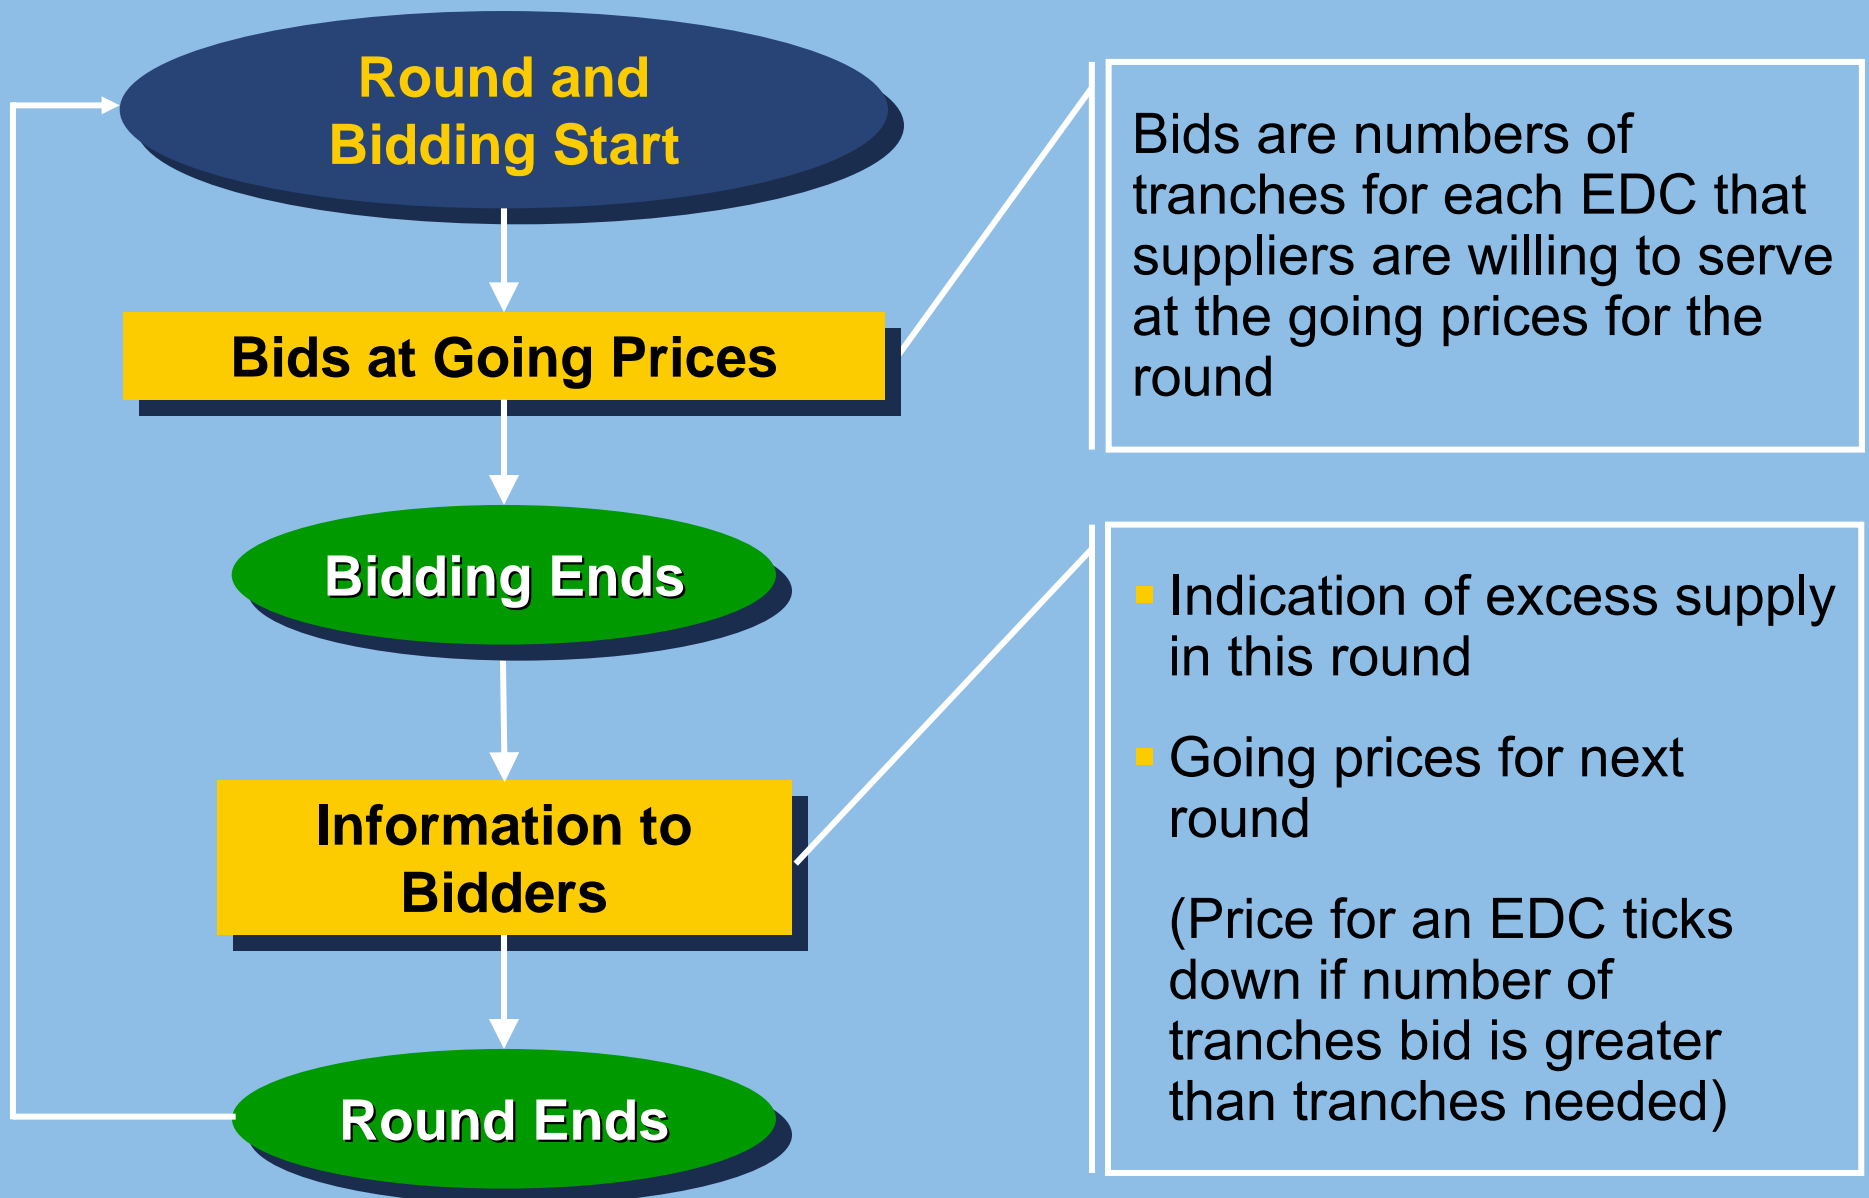 Round and
Bidding Start
Bids at Going Prices
Bidding Ends
Information to
Bidders
Round Ends
Bids are numbers of
tranches for each EDC that
suppliers are willing to serve
at the going prices for the
round
Indication of excess supply
in this round
Going prices for next
round
(Price for an EDC ticks
down if number of
tranches bid is greater
than tranches needed)